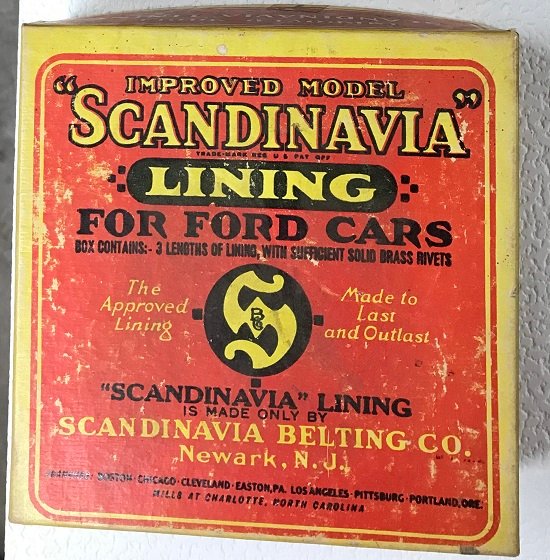 IMPROVED MODEL
"SCANDINAVIA"
TRADE-MARK REG U S PAT OFF
LINING
FOR FORD CARS
BOX CONTAINS:- 3 LENGTHS OF LINING, WITH SUFFICIENT SOLID BRASS RIVETS
The Approved Lining
S B Co
Made to Last and Outlast
"SCANDINAVIA" LINING
IS MADE ONLY BY
SCANDINAVIA BELTING CO.
Newark, N.J.
BOSTON · CHICAGO · CLEVELAND · EASTON, PA. LOS ANGELES · PITTSBURG · PORTLAND, ORE.
MILLS AT CHARLOTTE, NORTH CAROLINA